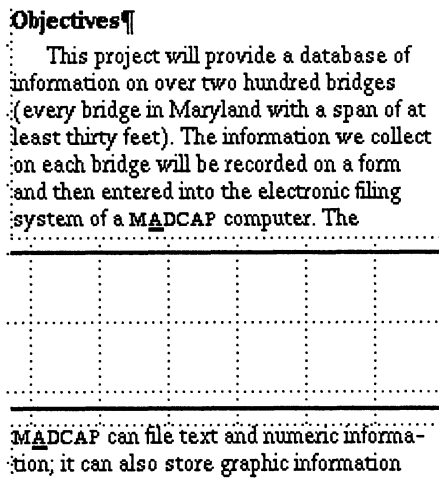 Objectives¶
This project will provide a database of
information on over two hundred bridges
(every bridge in Maryland with a span of at
least thirty feet). The information we collect
on each bridge will be recorded on a form
and then entered into the electronic filing
system of a MADCAP computer. The
MADCAP can file text and numeric informa-
tion; it can also store graphic information